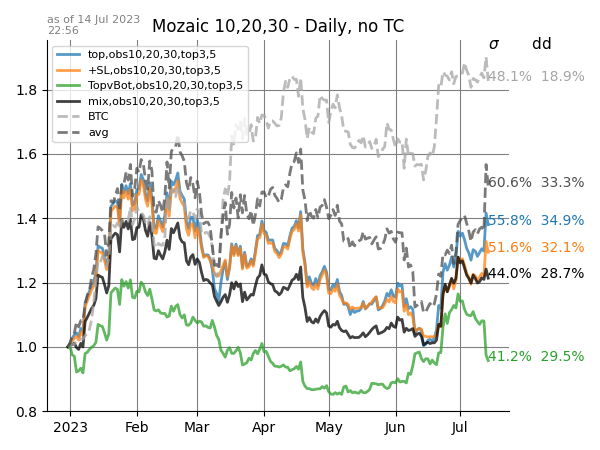 as of 14 Jul 2023
22:56
Mozaic 10,20,30 - Daily, no TC
σ dd
top,obs10,20,30,top3,5
+SL,obs10,20,30,top3,5
TopvBot,obs10,20,30,top3,5
mix,obs10,20,30,top3,5
BTC
avg
48.1% 18.9%
60.6% 33.3%
55.8% 34.9%
51.6% 32.1%
44.0% 28.7%
41.2% 29.5%
1.8
1.6
1.4
1.2
1.0
0.8
2023 Feb Mar Apr May Jun Jul